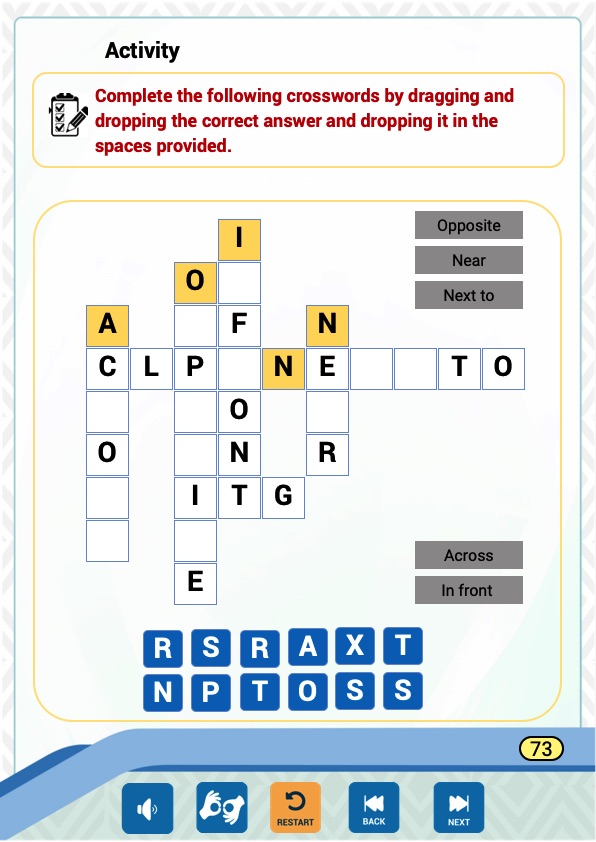 Activity
Complete the following crosswords by dragging and
dropping the correct answer and dropping it in the
spaces provided.
I
O
A F N
C L P N E T O
O
O N R
I T G
E
Opposite
Near
Next to
Across
In front
R S R A X T
N P T O S S
73
RESTART
BACK
NEXT